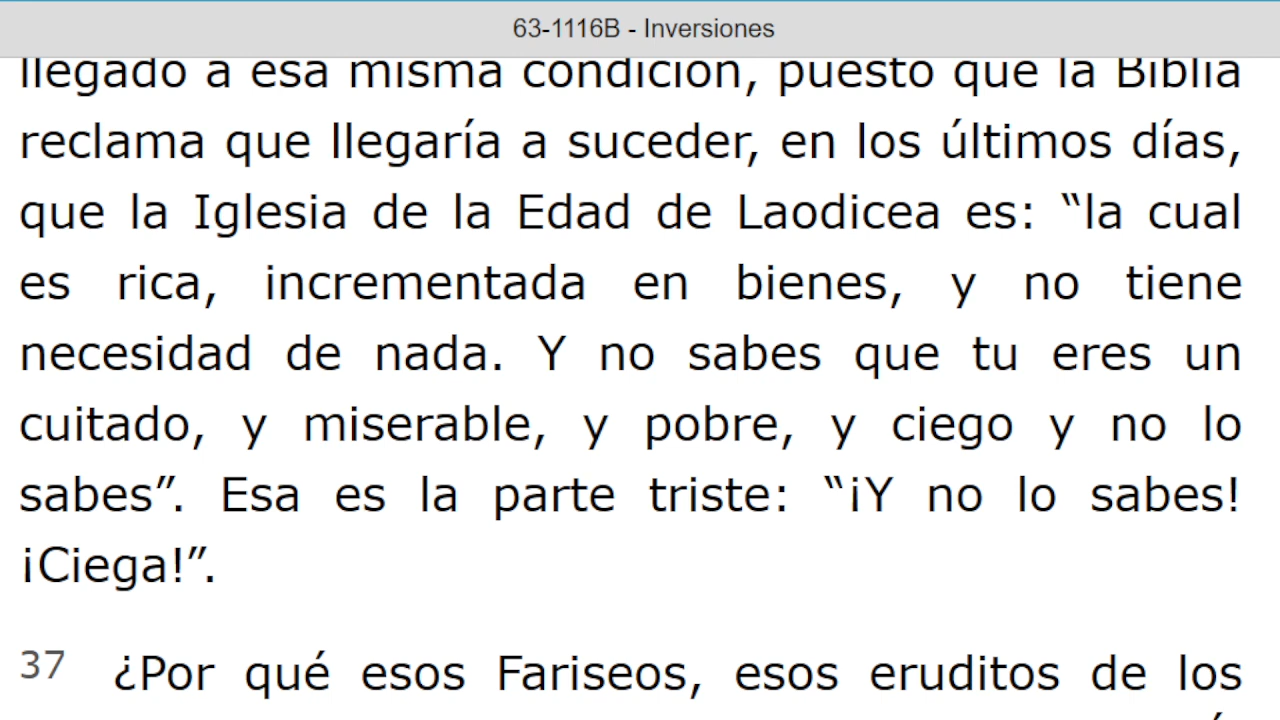 63-1116B - Inversiones
llegado a esa misma condición, puesto que la Biblia
reclama que llegaría a suceder, en los últimos días,
que la Iglesia de la Edad de Laodicea es: “la cual
es rica, incrementada en bienes, y no tiene
necesidad de nada. Y no sabes que tu eres un
cuitado, y miserable, y pobre, y ciego y no lo
sabes”. Esa es la parte triste: “¡Y no lo sabes!
¡Ciega!”.
37 ¿Por qué esos Fariseos, esos eruditos de los